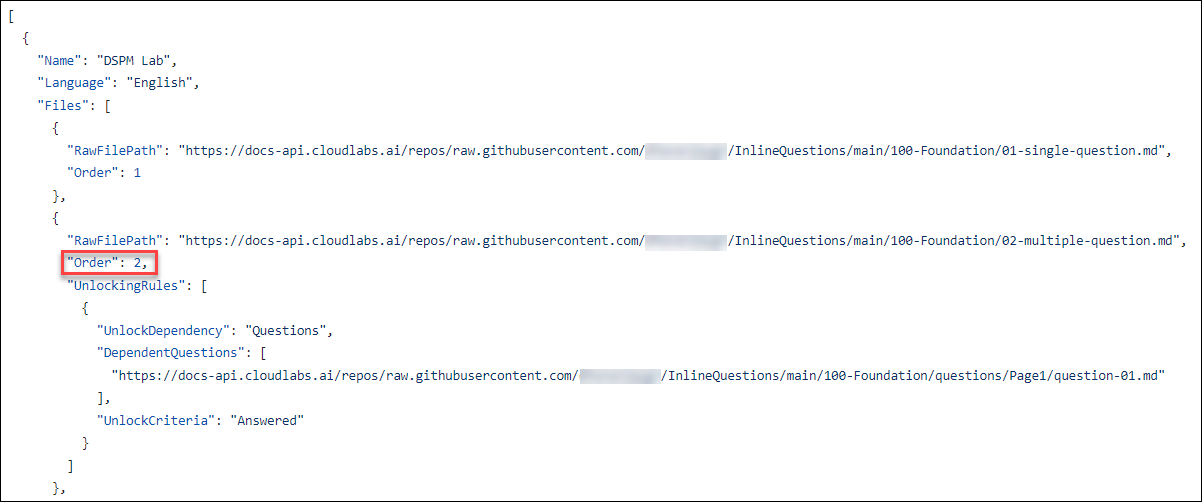 [
{
"Name": "DSPM Lab",
"Language": "English",
"Files": [
{
"RawFilePath": "https://docs-api.cloudlabs.ai/repos/raw.githubusercontent.com/ /InlineQuestions/main/100-Foundation/01-single-question.md",
"Order": 1
},
{
"RawFilePath": "https://docs-api.cloudlabs.ai/repos/raw.githubusercontent.com/ /InlineQuestions/main/100-Foundation/02-multiple-question.md",
"Order": 2,
"UnlockingRules": [
{
"UnlockDependency": "Questions",
"DependentQuestions": [
"https://docs-api.cloudlabs.ai/repos/raw.githubusercontent.com/ /InlineQuestions/main/100-Foundation/questions/Page1/question-01.md"
],
"UnlockCriteria": "Answered"
}
]
},